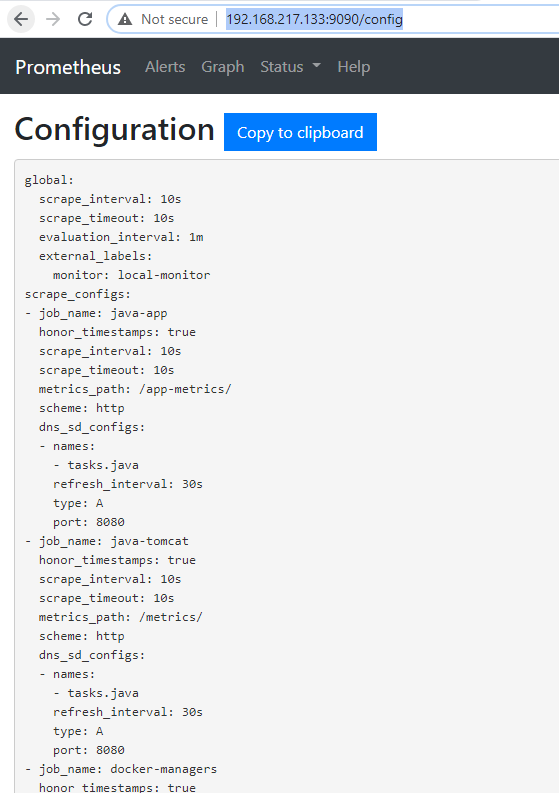 Not secure | 192.168.217.133:9090/config
Prometheus Alerts Graph Status Help
Configuration Copy to clipboard
global:
  scrape_interval: 10s
  scrape_timeout: 10s
  evaluation_interval: 1m
  external_labels:
    monitor: local-monitor
scrape_configs:
- job_name: java-app
  honor_timestamps: true
  scrape_interval: 10s
  scrape_timeout: 10s
  metrics_path: /app-metrics/
  scheme: http
  dns_sd_configs:
  - names:
    - tasks.java
    refresh_interval: 30s
    type: A
    port: 8080
- job_name: java-tomcat
  honor_timestamps: true
  scrape_interval: 10s
  scrape_timeout: 10s
  metrics_path: /metrics/
  scheme: http
  dns_sd_configs:
  - names:
    - tasks.java
    refresh_interval: 30s
    type: A
    port: 8080
- job_name: docker-managers
  honor_timestamps: true